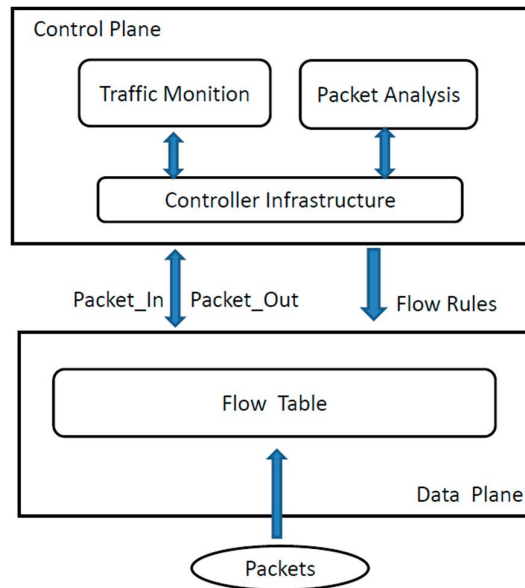 Control Plane
Traffic Monition
Packet Analysis
Controller Infrastructure
Packet_In
Packet_Out
Flow Rules
Flow Table
Data Plane
Packets